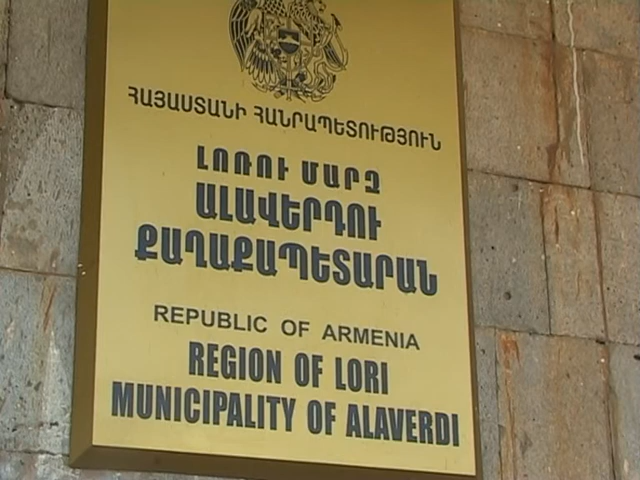 ՀԱՅԱՍՏԱՆԻ ՀԱՆՐԱՊԵՏՈՒԹՅՈՒՆ
ԼՈՌՈՒ ՄԱՐԶ
ԱԼԱՎԵՐԴՈՒ
ՔԱՂԱՔԱՊԵՏԱՐԱՆ
REPUBLIC OF ARMENIA
REGION OF LORI
MUNICIPALITY OF ALAVERDI